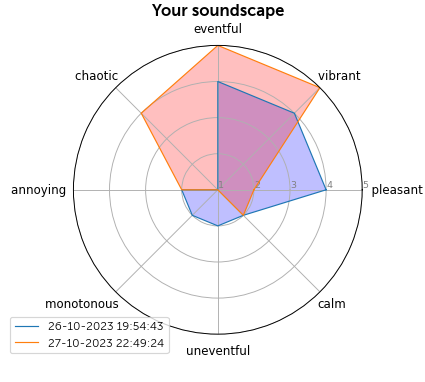 Your soundscape
eventful
chaotic
vibrant
annoying
1 2 3 4 5
pleasant
monotonous
calm
uneventful
26-10-2023 19:54:43
27-10-2023 22:49:24